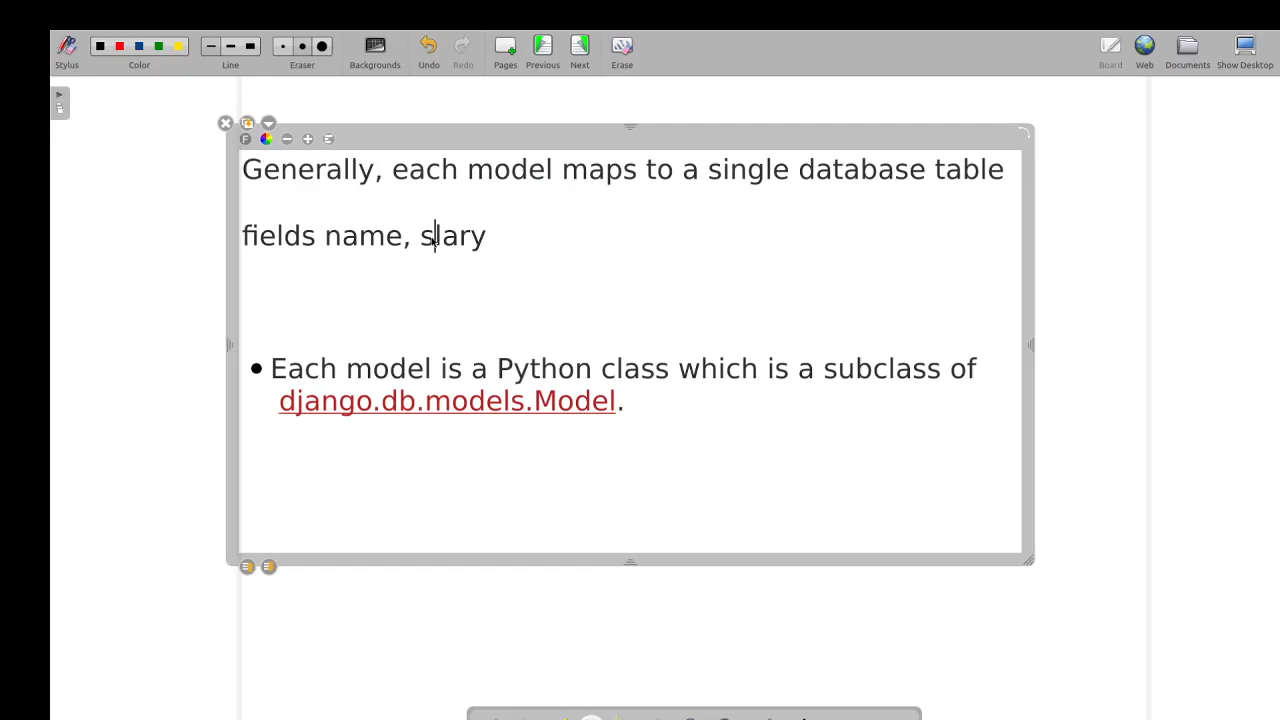 Stylus Color Line Eraser Backgrounds Undo Redo Pages Previous Next Erase Board Web Documents Show Desktop
F
Generally, each model maps to a single database table
fields name, slary
• Each model is a Python class which is a subclass of
django.db.models.Model.